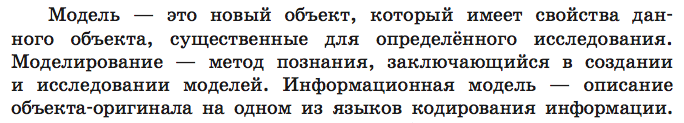 Модель — это новый объект, который имеет свойства дан-
ного объекта, существенные для определённого исследования.
Моделирование — метод познания, заключающийся в создании
и исследовании моделей. Информационная модель — описание
объекта-оригинала на одном из языков кодирования информации.